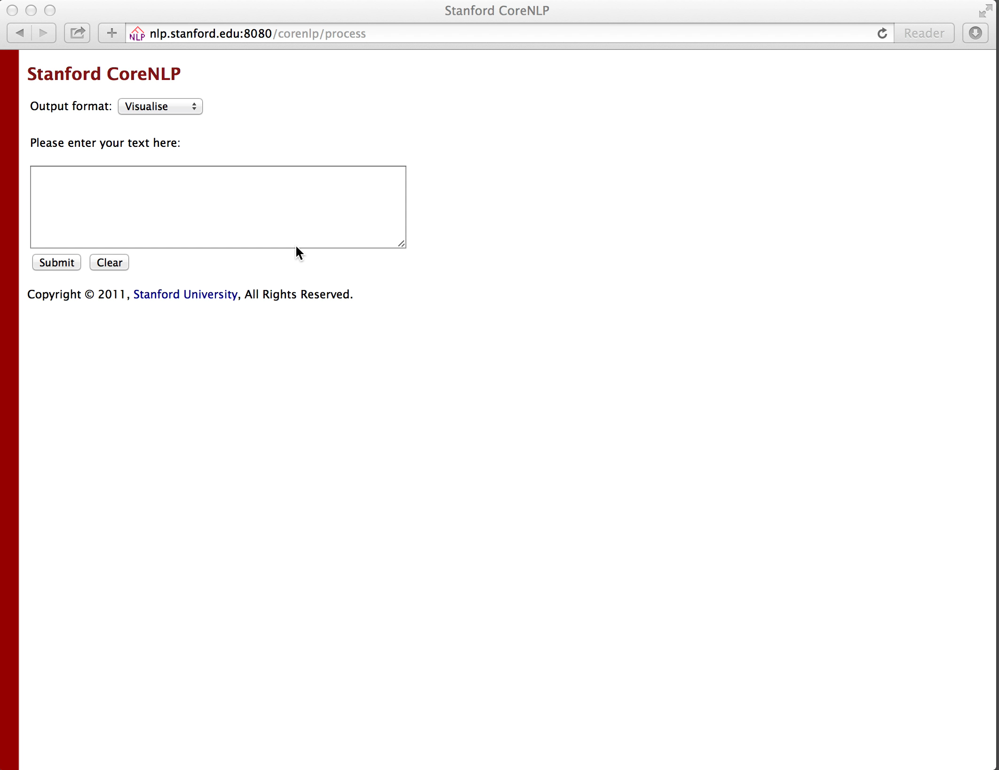 Stanford CoreNLP
NLP nlp.stanford.edu:8080/corenlp/process Reader
Stanford CoreNLP
Output format: Visualise
Please enter your text here:
Submit Clear
Copyright © 2011, Stanford University, All Rights Reserved.